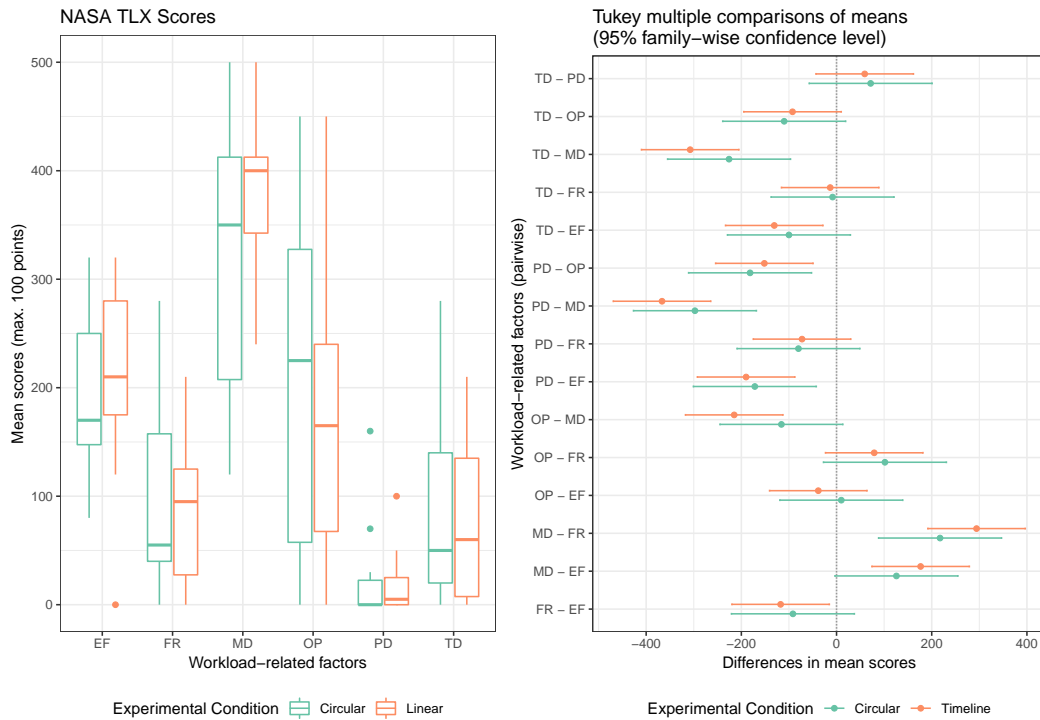 NASA TLX Scores
Mean scores (max. 100 points)
500
400
300
200
100
0
EF FR MD OP PD TD
Workload−related factors
Experimental Condition Circular Linear
Tukey multiple comparisons of means
(95% family−wise confidence level)
Workload−related factors (pairwise)
TD − PD
TD − OP
TD − MD
TD − FR
TD − EF
PD − OP
PD − MD
PD − FR
PD − EF
OP − MD
OP − FR
OP − EF
MD − FR
MD − EF
FR − EF
−400 −200 0 200 400
Differences in mean scores
Experimental Condition Circular Timeline